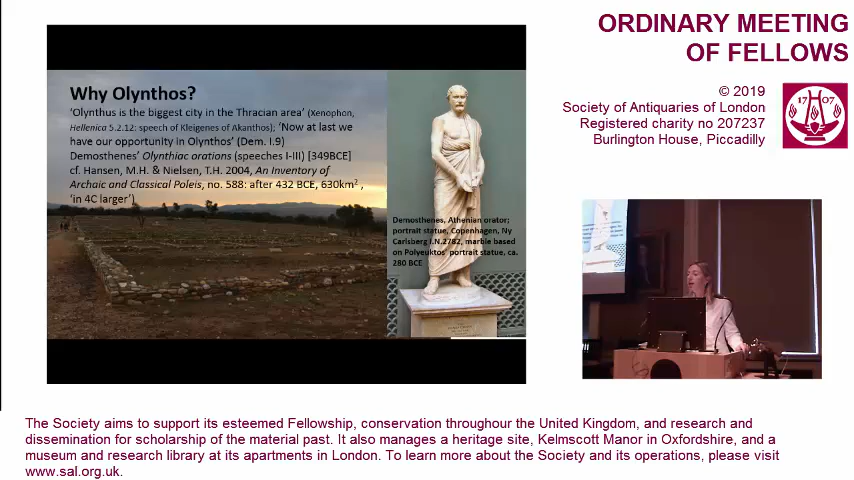 ORDINARY MEETING
OF FELLOWS
© 2019
Society of Antiquaries of London
Registered charity no 207237
Burlington House, Piccadilly
17 07
Why Olynthos?
‘Olynthus is the biggest city in the Thracian area’ (Xenophon,
Hellenica 5.2.12: speech of Kleigenes of Akanthos); ‘Now at last we
have our opportunity in Olynthos’ (Dem. I.9)
Demosthenes’ Olynthiac orations (speeches I-III) [349BCE]
cf. Hansen, M.H. & Nielsen, T.H. 2004, An Inventory of
Archaic and Classical Poleis, no. 588: after 432 BCE, 630km2 ,
‘in 4C larger’)
Demosthenes, Athenian orator;
portrait statue, Copenhagen, Ny
Carlsberg I.N.2782, marble based
on Polyeuktos’ portrait statue, ca.
280 BCE
The Society aims to support its esteemed Fellowship, conservation throughour the United Kingdom, and research and
dissemination for scholarship of the material past. It also manages a heritage site, Kelmscott Manor in Oxfordshire, and a
museum and research library at its apartments in London. To learn more about the Society and its operations, please visit
www.sal.org.uk.